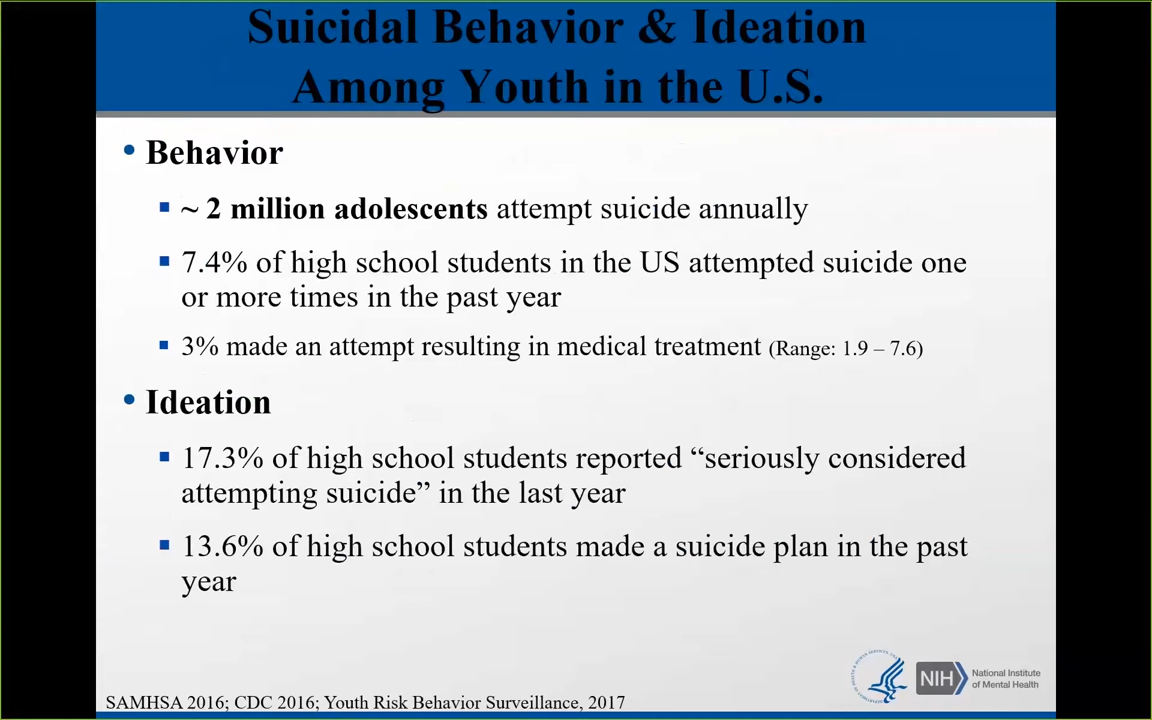 Suicidal Behavior & Ideation
Among Youth in the U.S.
• Behavior
▪ ~ 2 million adolescents attempt suicide annually
▪ 7.4% of high school students in the US attempted suicide one
or more times in the past year
▪ 3% made an attempt resulting in medical treatment (Range: 1.9 – 7.6)
• Ideation
▪ 17.3% of high school students reported “seriously considered
attempting suicide” in the last year
▪ 13.6% of high school students made a suicide plan in the past
year
NIH
National Institute
of Mental Health
SAMHSA 2016; CDC 2016; Youth Risk Behavior Surveillance, 2017